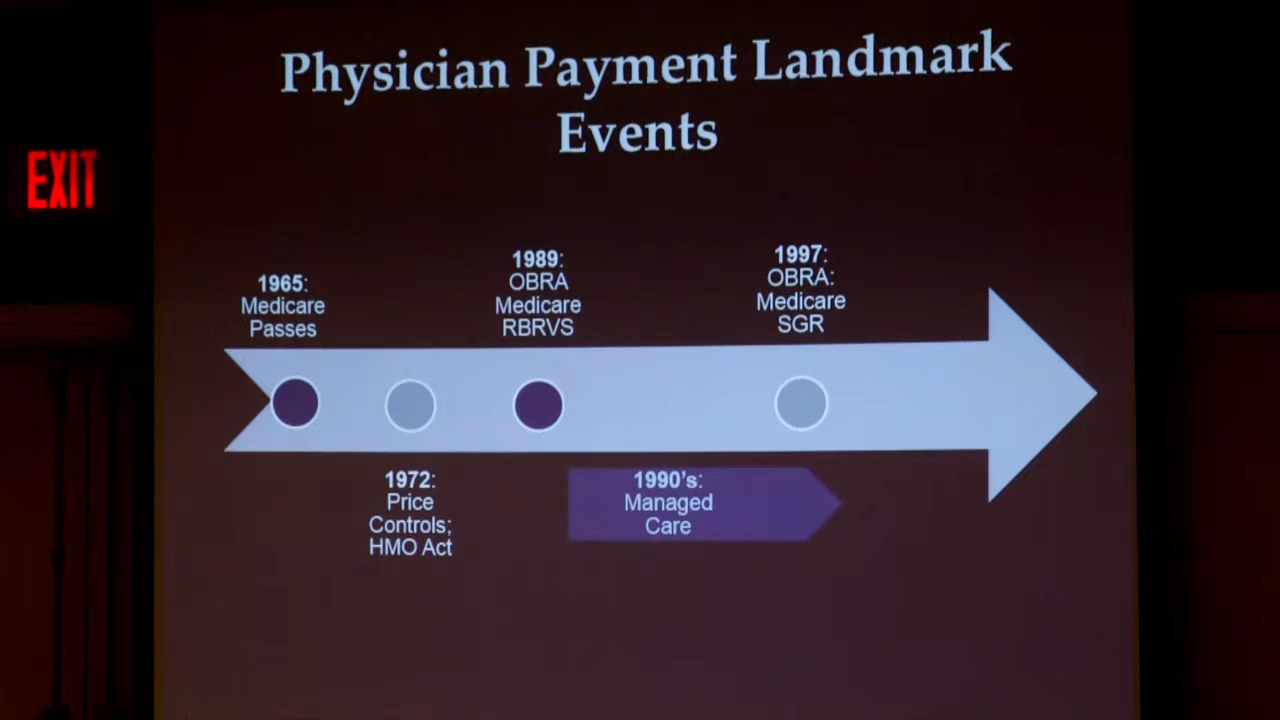 Physician Payment Landmark
Events
EXIT
1965:
Medicare
Passes
1989:
OBRA
Medicare
RBRVS
1997:
OBRA:
Medicare
SGR
1972:
Price
Controls;
HMO Act
1990's:
Managed
Care